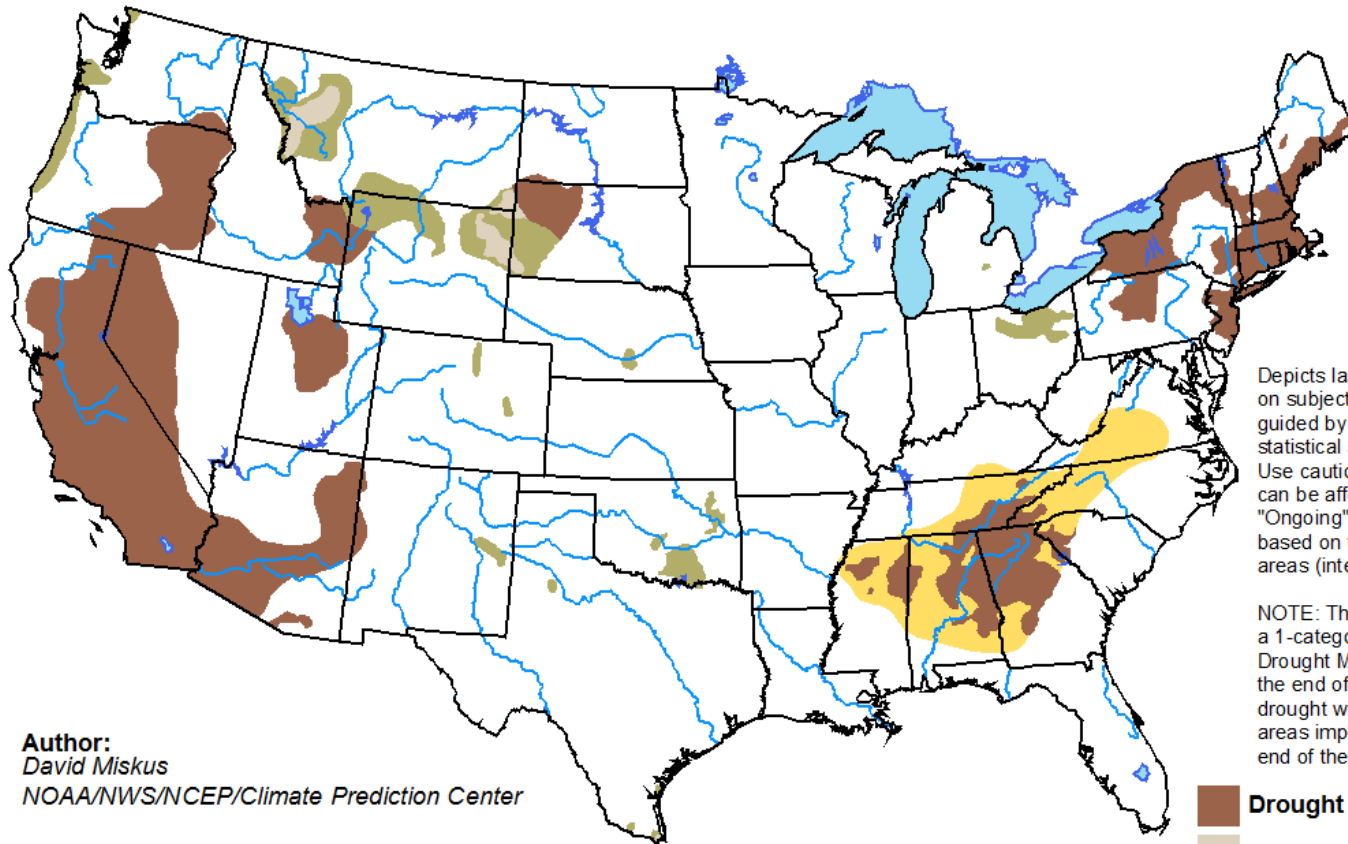 Depicts la
on subject
guided by
statistical
Use cautio
can be aff
"Ongoing"
based on
areas (inte
NOTE: Th
a 1-catego
Drought M
the end of
drought w
areas imp
end of the
Author:
David Miskus
NOAA/NWS/NCEP/Climate Prediction Center
Drought